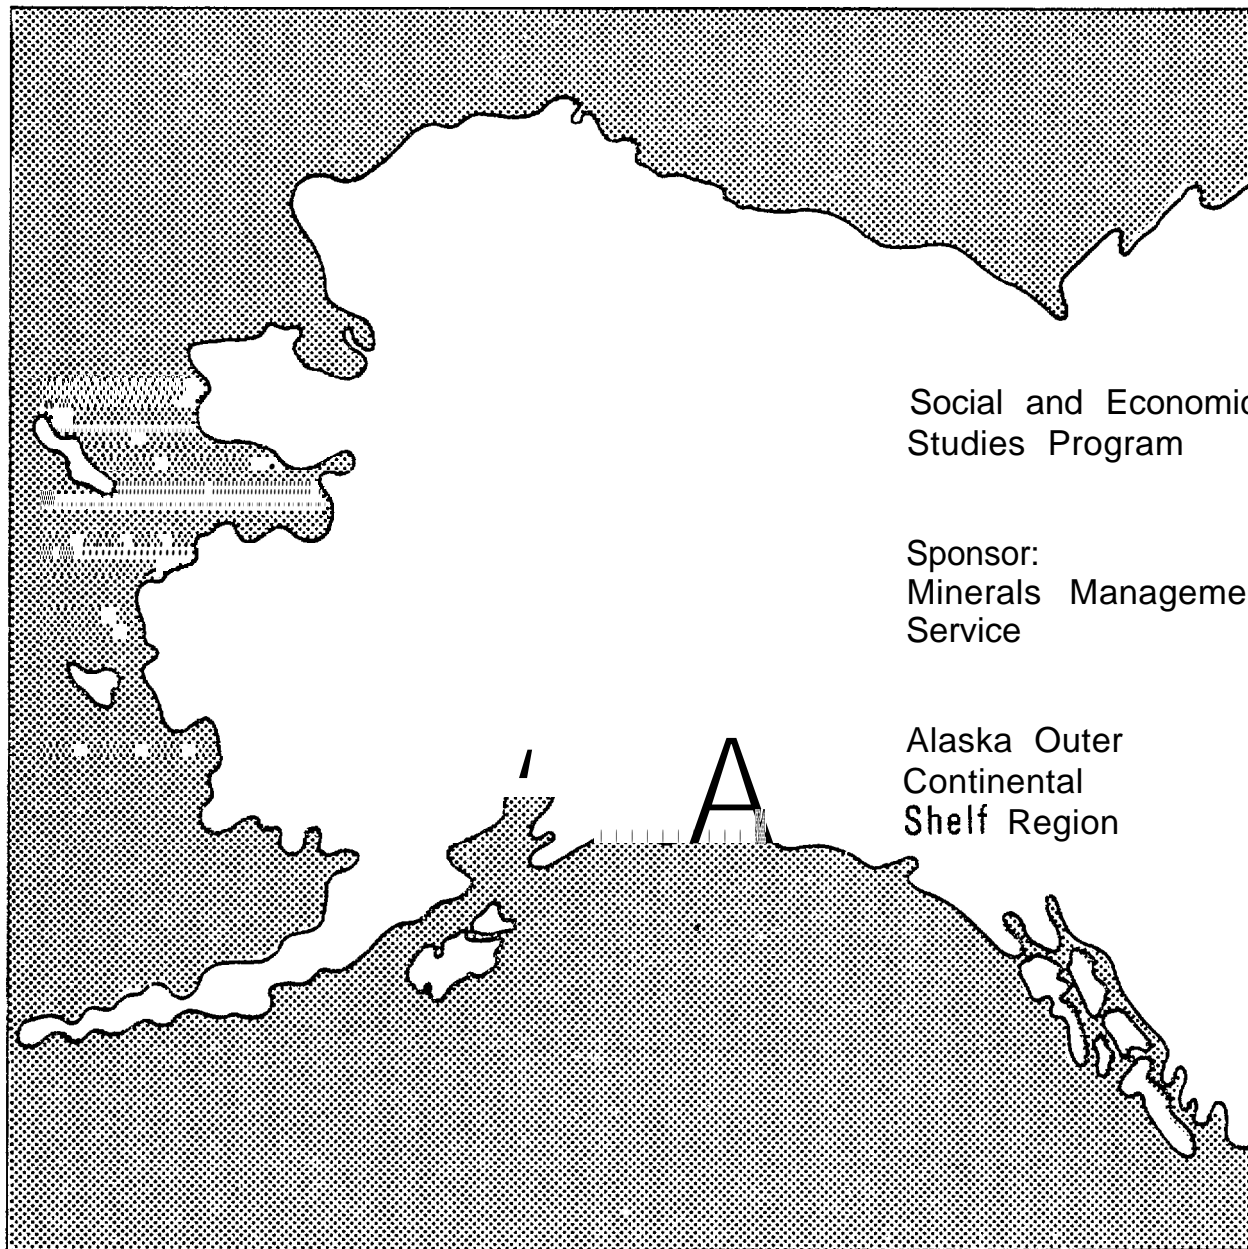 Social and Economic
Studies Program
Sponsor:
Minerals Manageme
Service
Alaska Outer
Continental
Shelf Region
A